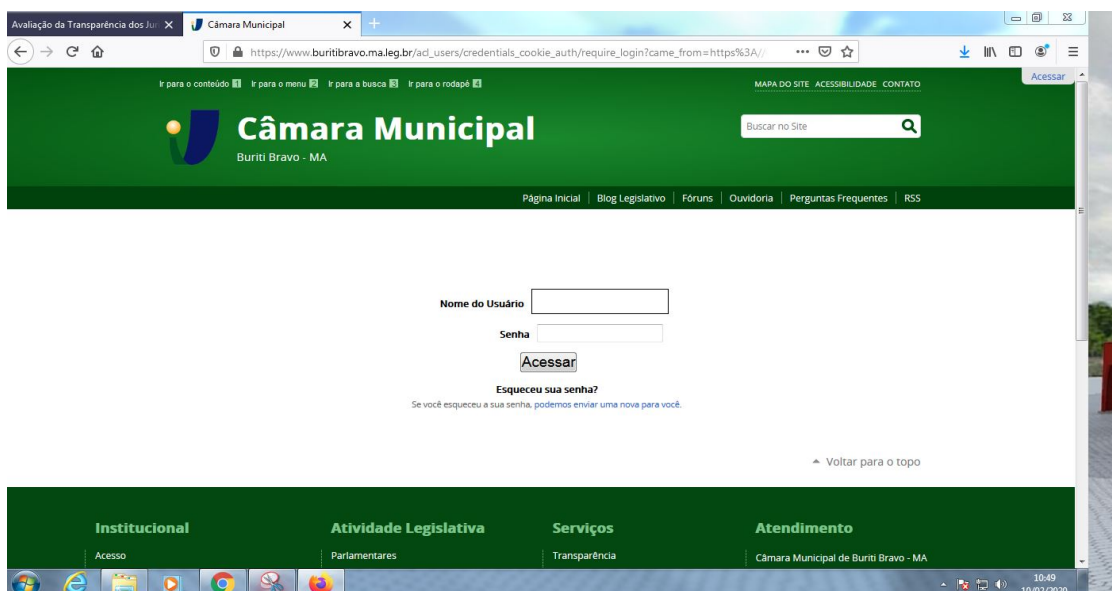 Avaliação da Transparência dos Jur
Câmara Municipal
https://www.buritibravo.ma.leg.br/acl_users/credentials_cookie_auth/require_login?came_from=https%3A//
Acessar
Ir para o conteúdo 1 Ir para o menu 2 Ir para a busca 3 Ir para o rodapé 4
MAPA DO SITE ACESSIBILIDADE CONTATO
Câmara Municipal
Buriti Bravo - MA
Buscar no Site
Página Inicial Blog Legislativo Fóruns Ouvidoria Perguntas Frequentes RSS
Nome do Usuário
Senha
Acessar
Esqueceu sua senha?
Se você esqueceu a sua senha, podemos enviar uma nova para você.
Voltar para o topo
Institucional Atividade Legislativa Serviços Atendimento
Acesso Parlamentares Transparência Câmara Municipal de Buriti Bravo - MA
10:49
10/02/2020